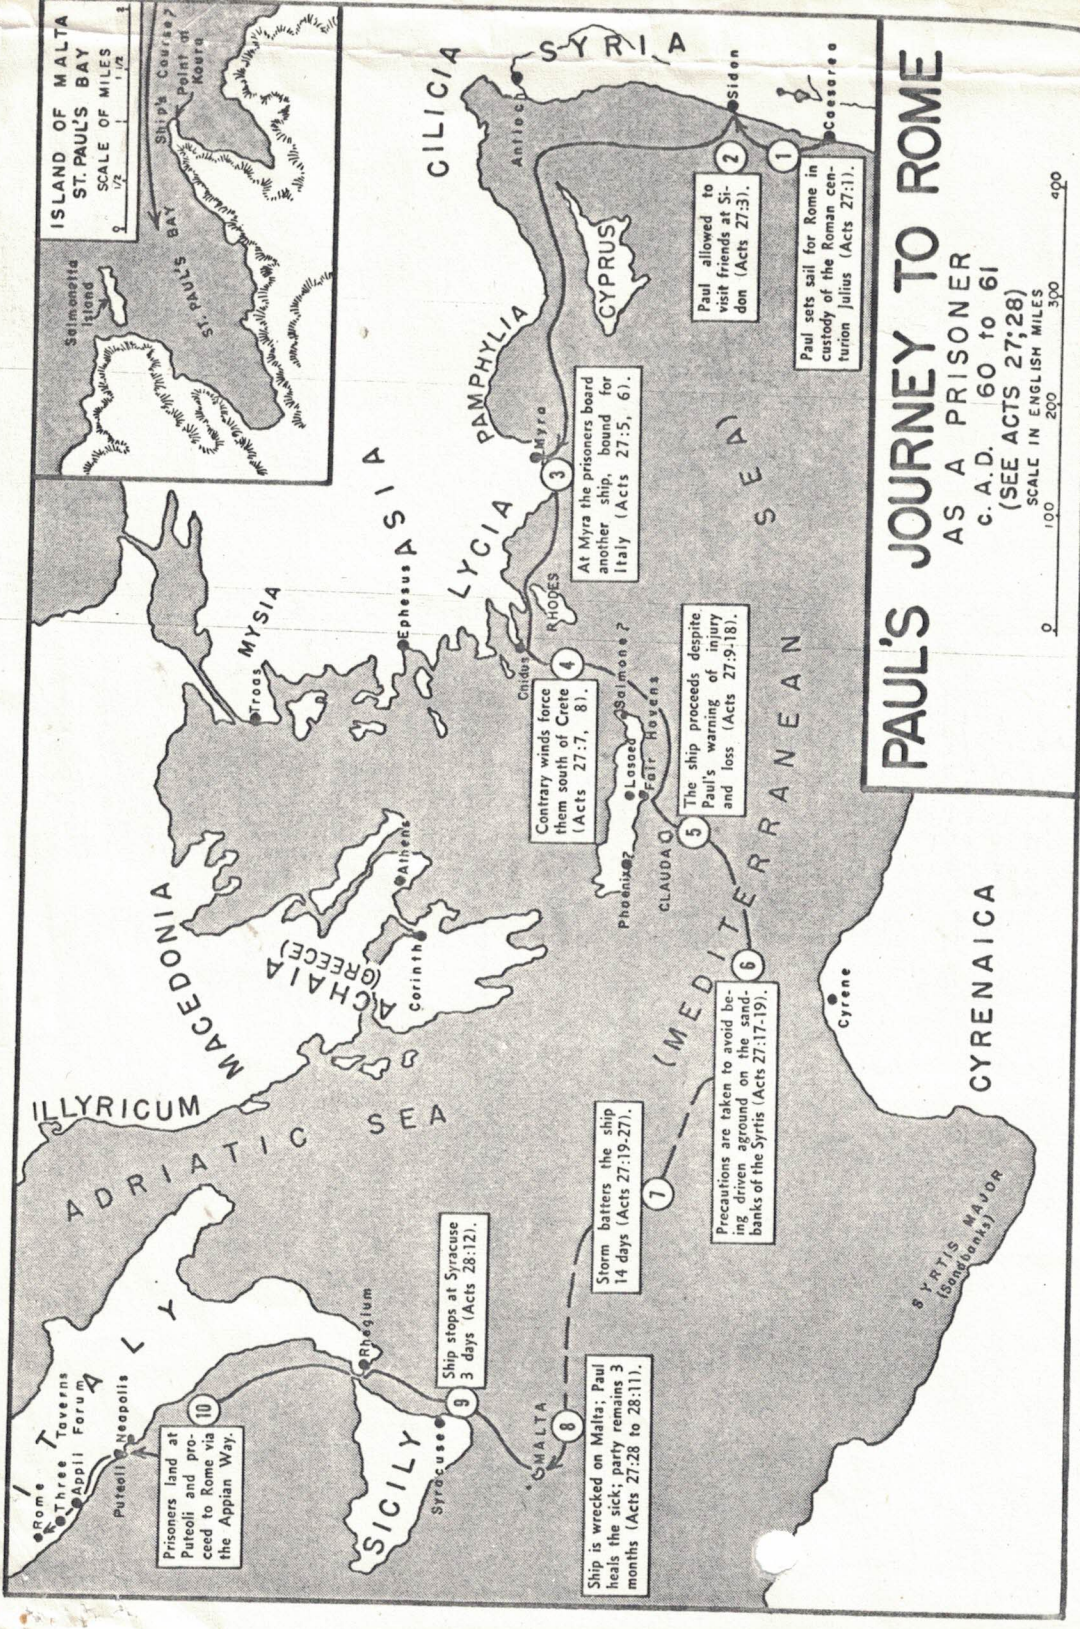 ISLAND OF MALTA
ST. PAUL'S BAY
SCALE OF MILES
0 1/2 1 1 1/2 2
Ship's Course?
Point of
Koura
BAY
ST. PAUL'S
Salmonetta
Island
PAUL'S JOURNEY TO ROME
AS A PRISONER
c. A.D. 60 to 61
(SEE ACTS 27;28)
SCALE IN ENGLISH MILES
0 100 200 300 400
1
Paul sets sail for Rome in
custody of the Roman cen-
turion Julius (Acts 27:1).
2
Paul allowed to
visit friends at Si-
don (Acts 27:3).
3
At Myra the prisoners board
another ship, bound for
Italy (Acts 27:5, 6).
4
Contrary winds force
them south of Crete
(Acts 27:7, 8).
5
The ship proceeds despite
Paul's warning of injury
and loss (Acts 27:9-18).
6
Precautions are taken to avoid be-
ing driven aground on the sand-
banks of the Syrtis (Acts 27:17-19).
7
Storm batters the ship
14 days (Acts 27:19-27).
8
Ship is wrecked on Malta; Paul
heals the sick; party remains 3
months (Acts 27:28 to 28:11).
9
Ship stops at Syracuse
3 days (Acts 28:12).
10
Prisoners land at
Puteoli and pro-
ceed to Rome via
the Appian Way.
ITALY
Rome
Three Taverns
Appii Forum
Puteoli
Neapolis
Rhegium
SICILY
Syracuse
MALTA
ADRIATIC SEA
ILLYRICUM
MACEDONIA
ACHAIA
(GREECE)
Corinth
Athens
Troas
MYSIA
ASIA
Ephesus
LYCIA
Cnidus
RHODES
Myra
PAMPHYLIA
CILICIA
SYRIA
Antioch
Sidon
Caesarea
CYPRUS
Salmone?
Lasaea
Fair Havens
Phoenix?
CLAUDA
(MEDITERRANEAN SEA)
Cyrene
CYRENAICA
SYRTIS MAJOR
(Sandbanks)